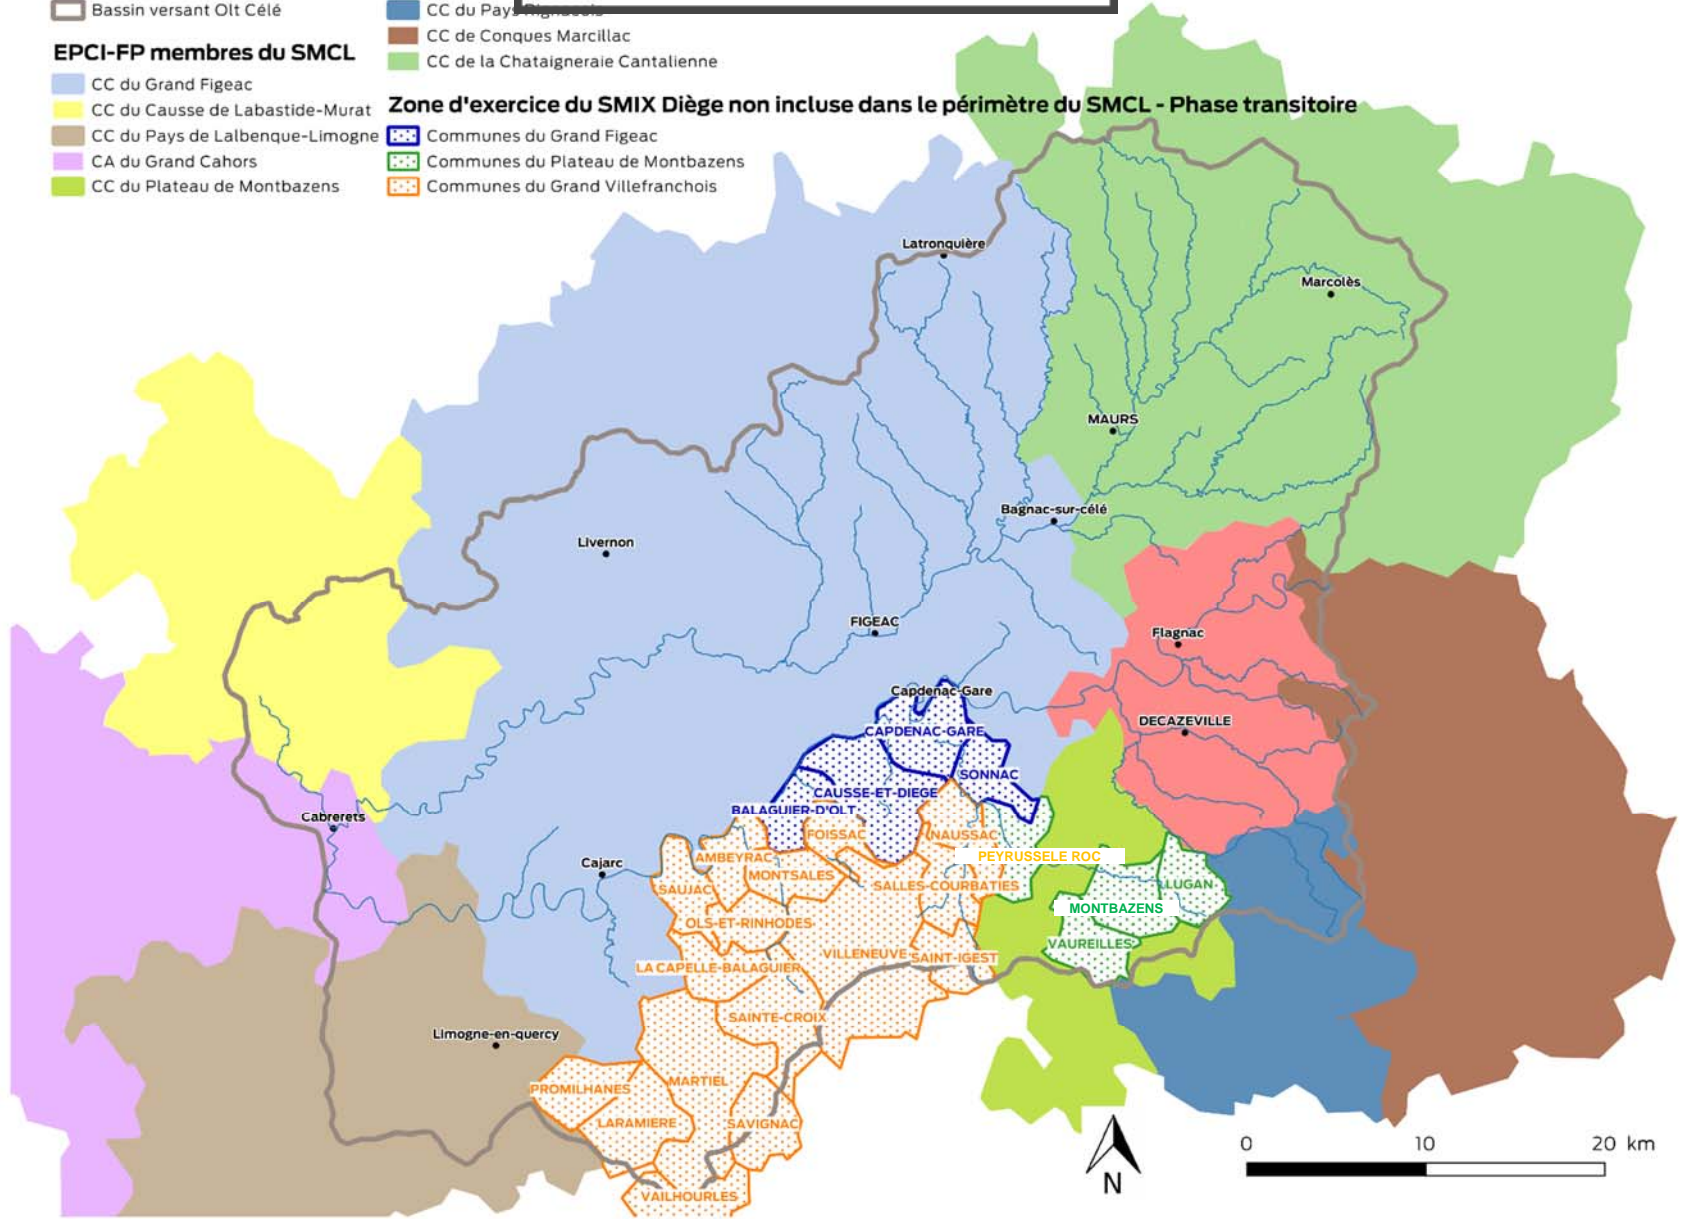 Bassin versant Olt Célé
EPCI-FP membres du SMCL
CC du Grand Figeac
CC du Causse de Labastide-Murat
CC du Pays de Lalbenque-Limogne
CA du Grand Cahors
CC du Plateau de Montbazens
CC du Pays
CC de Conques Marcillac
CC de la Chataigneraie Cantalienne
Zone d'exercice du SMIX Diège non incluse dans le périmètre du SMCL - Phase transitoire
Communes du Grand Figeac
Communes du Plateau de Montbazens
Communes du Grand Villefranchois
Latronquière
Marcolès
MAURS
Bagnac-sur-célé
Livernon
FIGEAC
Flagnac
Capdenac-Gare
DECAZEVILLE
CAPDENAC-GARE
SONNAC
CAUSSE-ET-DIEGE
BALAGUIER-D'OLT
Cabrerets
FOISSAC
NAUSSAC
PEYRUSSELE ROC
AMBEYRAC
Cajarc
MONTSALES
SALLES-COURBATIES
LUGAN
SAUJAC
MONTBAZENS
OLS-ET-RINHODES
VAUREILLES
VILLENEUVE
SAINT-IGEST
LA CAPELLE-BALAGUIER
SAINTE-CROIX
Limogne-en-quercy
MARTIEL
PROMILHANES
LARAMIERE
SAVIGNAC
VAILHOURLES
N
0 10 20 km